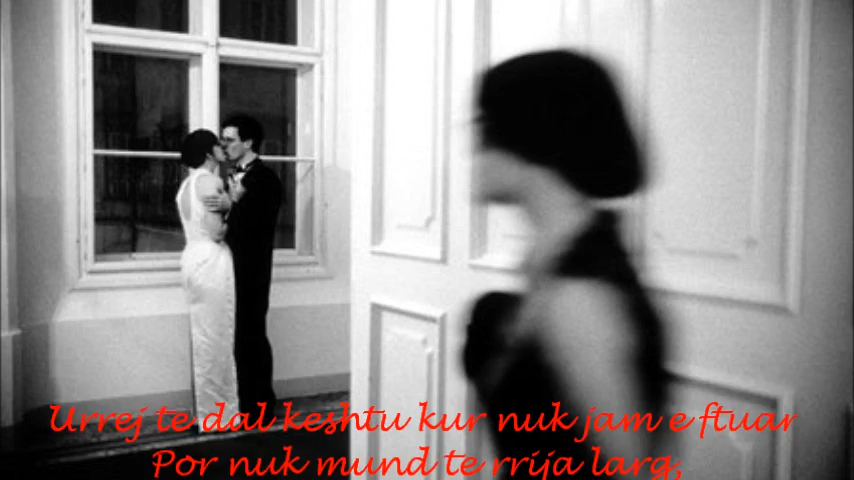 Urrej te dal keshtu kur nuk jam e ftuar
Por nuk mund te rrija larg,